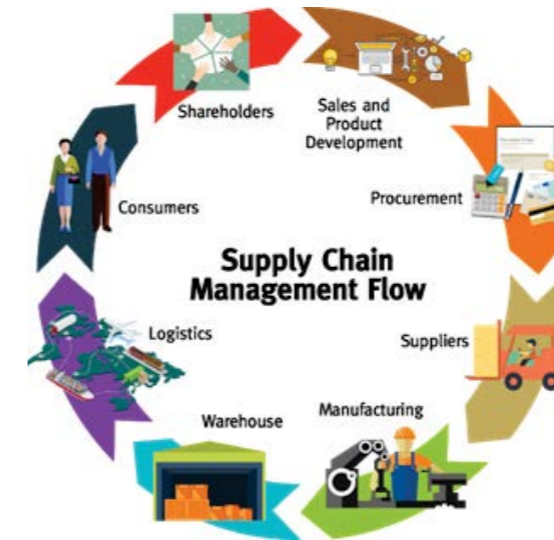 Supply Chain
Management Flow
Shareholders
Sales and
Product
Development
Procurement
Suppliers
Manufacturing
Warehouse
Logistics
Consumers